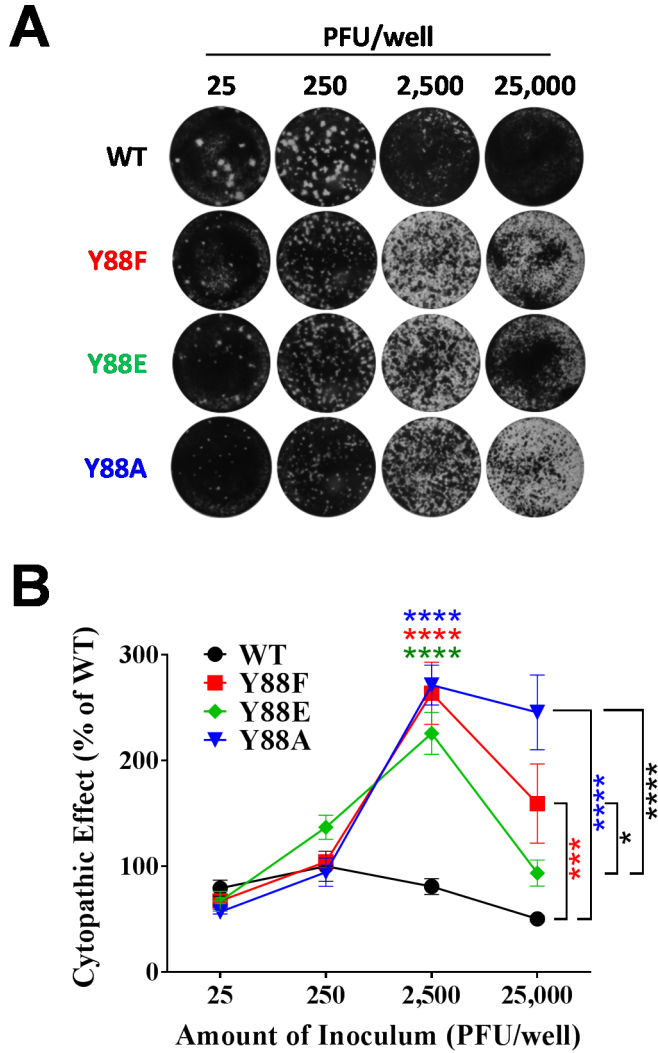 A
PFU/well
25 250 2,500 25,000
WT
Y88F
Y88E
Y88A
B
****
****
****
WT
Y88F
Y88E
Y88A
Cytopathic Effect (% of WT)
300
200
100
0
***
****
*
****
25 250 2,500 25,000
Amount of Inoculum (PFU/well)